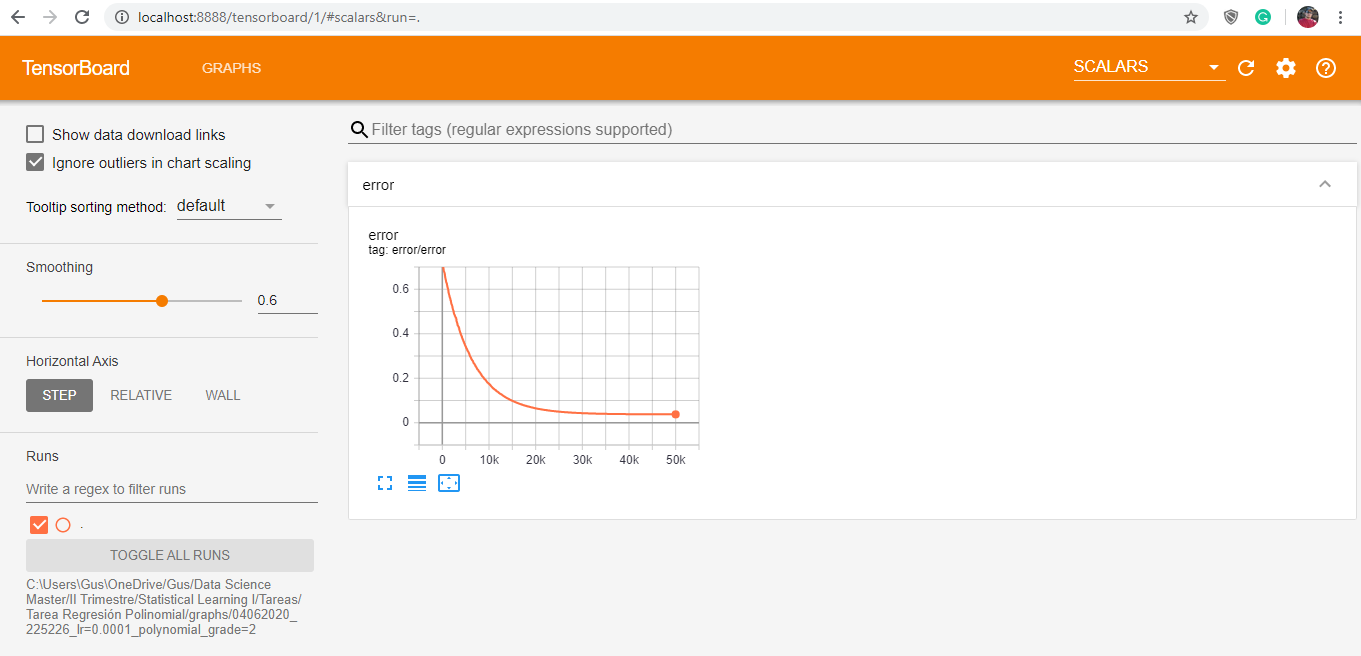 localhost:8888/tensorboard/1/#scalars&run=.
TensorBoard
GRAPHS
SCALARS
Show data download links
Ignore outliers in chart scaling
Tooltip sorting method: default
Smoothing
0.6
Horizontal Axis
STEP RELATIVE WALL
Runs
Write a regex to filter runs
.
TOGGLE ALL RUNS
C:\Users\Gus\OneDrive/Gus/Data Science
Master/II Trimestre/Statistical Learning I/Tareas/
Tarea Regresión Polinomial/graphs/04062020_
225226_lr=0.0001_polynomial_grade=2
Filter tags (regular expressions supported)
error
error
tag: error/error
0.6
0.4
0.2
0
0 10k 20k 30k 40k 50k